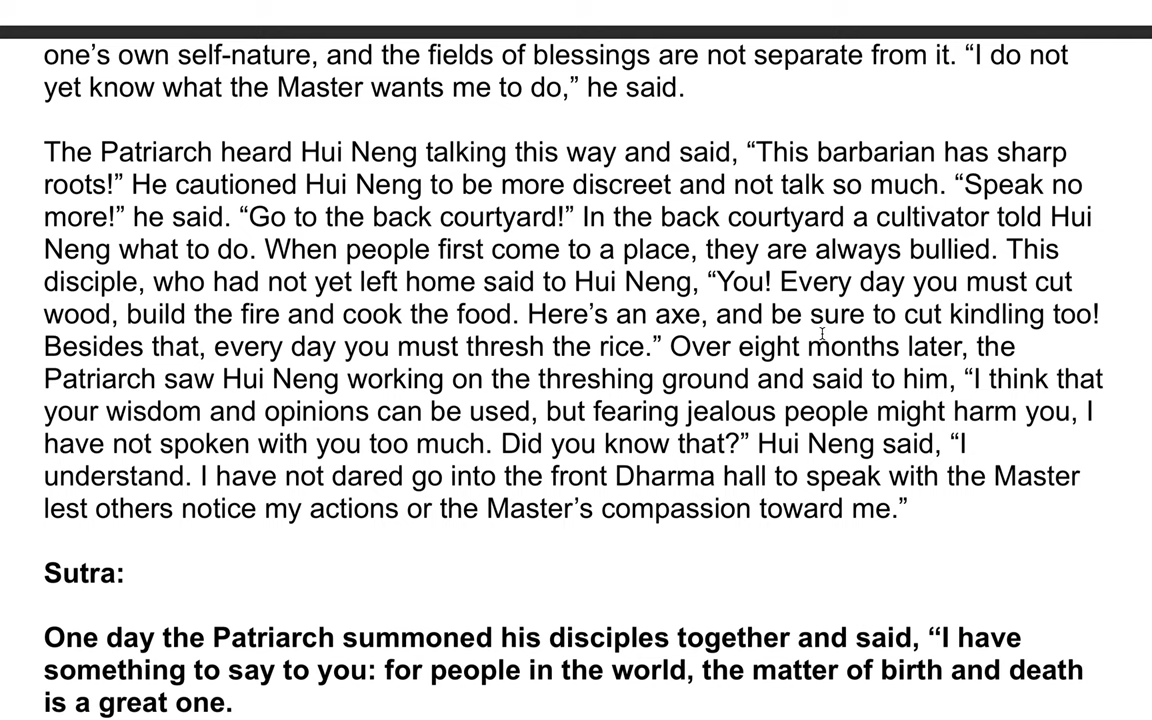 one’s own self-nature, and the fields of blessings are not separate from it. “I do not
yet know what the Master wants me to do,” he said.
The Patriarch heard Hui Neng talking this way and said, “This barbarian has sharp
roots!” He cautioned Hui Neng to be more discreet and not talk so much. “Speak no
more!” he said. “Go to the back courtyard!” In the back courtyard a cultivator told Hui
Neng what to do. When people first come to a place, they are always bullied. This
disciple, who had not yet left home said to Hui Neng, “You! Every day you must cut
wood, build the fire and cook the food. Here’s an axe, and be sure to cut kindling too!
Besides that, every day you must thresh the rice.” Over eight months later, the
Patriarch saw Hui Neng working on the threshing ground and said to him, “I think that
your wisdom and opinions can be used, but fearing jealous people might harm you, I
have not spoken with you too much. Did you know that?” Hui Neng said, “I
understand. I have not dared go into the front Dharma hall to speak with the Master
lest others notice my actions or the Master’s compassion toward me.”
Sutra:
One day the Patriarch summoned his disciples together and said, “I have
something to say to you: for people in the world, the matter of birth and death
is a great one.